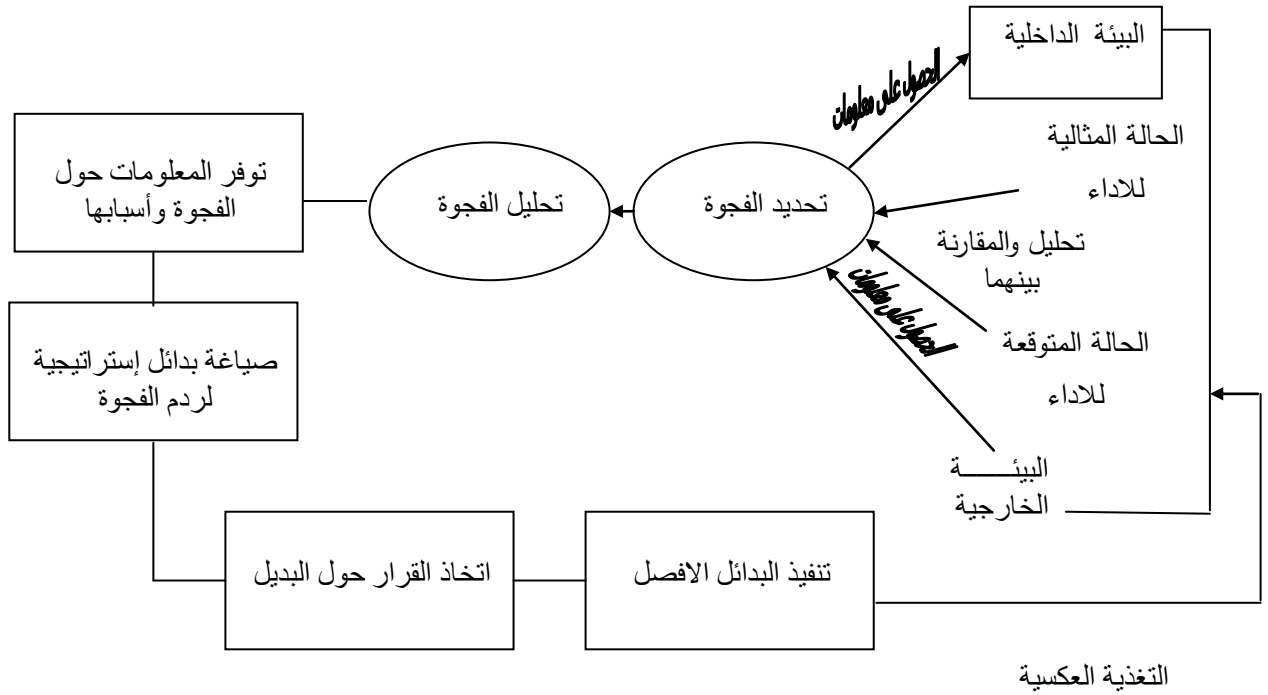 البيئة الداخلية
الحصول على معلومات
الحالة المثالية
للاداء
توفر المعلومات حول
الفجوة وأسبابها
تحليل الفجوة
تحديد الفجوة
تحليل والمقارنة
بينهما
الحصول على معلومات
صياغة بدائل إستراتيجية
لردم الفجوة
الحالة المتوقعة
للاداء
البيئـــــــة
الخارجية
اتخاذ القرار حول البديل
تنفيذ البدائل الافصل
التغذية العكسية